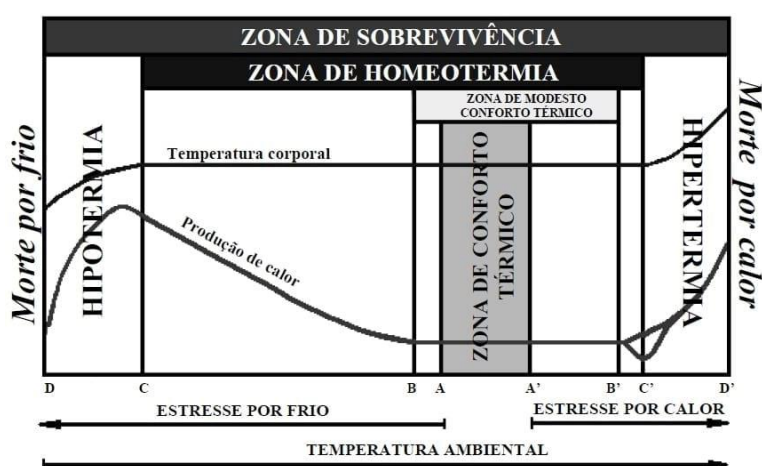 ZONA DE SOBREVIVÊNCIA
ZONA DE HOMEOTERMIA
ZONA DE MODESTO
CONFORTO TÉRMICO
Morte por frio
HIPOTERMIA
Temperatura corporal
Produção de calor
ZONA DE CONFORTO
TÉRMICO
HIPERTERMIA
Morte por calor
D C B A A' B' C' D'
ESTRESSE POR FRIO
ESTRESSE POR CALOR
TEMPERATURA AMBIENTAL